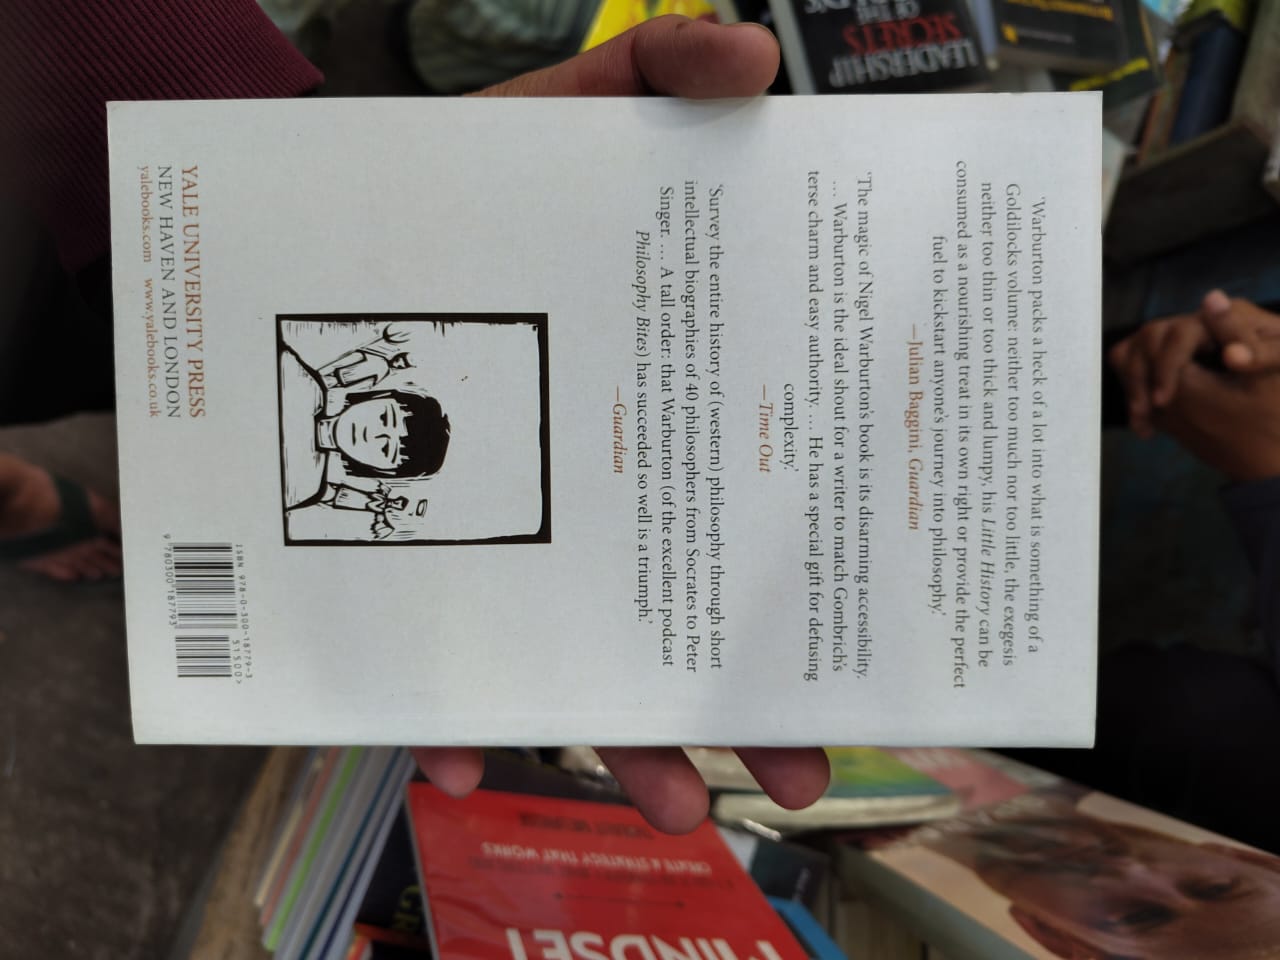 'Warburton packs a heck of a lot into what is something of a
Goldilocks volume: neither too much nor too little, the exegesis
neither too thin or too thick and lumpy, his Little History can be
consumed as a nourishing treat in its own right or provide the perfect
fuel to kickstart anyone's journey into philosophy.'
—Julian Baggini, Guardian
'The magic of Nigel Warburton's book is its disarming accessibility.
.... Warburton is the ideal shout for a writer to match Gombrich's
terse charm and easy authority. ... He has a special gift for defusing
complexity.'
—Time Out
'Survey the entire history of (western) philosophy through short
intellectual biographies of 40 philosophers from Socrates to Peter
Singer. ... A tall order: that Warburton (of the excellent podcast
Philosophy Bites) has succeeded so well is a triumph.'
—Guardian
YALE UNIVERSITY PRESS
NEW HAVEN AND LONDON
yalebooks.com www.yalebooks.co.uk
ISBN 978-0-300-18779-3
51500>
9 780300 187793
LEADERSHIP
SECRETS
OF THE
MINDSET
CREATE A STRATEGY THAT WORKS